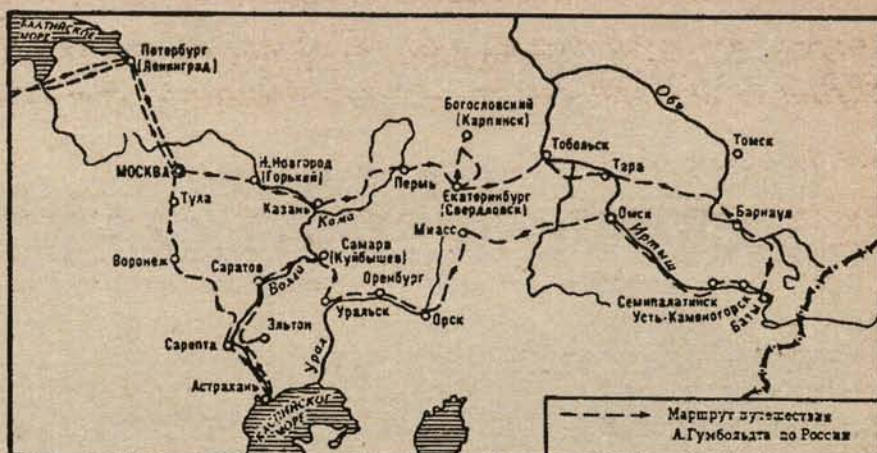 БАЛТИЙСКОЕ
МОРЕ
Петербург
(Ленинград)
МОСКВА
Тула
Воронеж
Н.Новгород
(Горький)
Казань
Кама
Пермь
Богословский
(Карпинск)
Екатеринбург
(Свердловск)
Тобольск
Тара
Обь
Томск
Барнаул
Омск
Иртыш
Миасс
Самара
(Куйбышев)
Саратов
Волга
Оренбург
Уральск
Орск
Семипалатинск
Усть-Каменогорск
Баты
Эльтон
Сарепта
Урал
Астрахань
КАСПИЙСКОЕ
МОРЕ
Маршрут путешествия
А.Гумбольдта по России